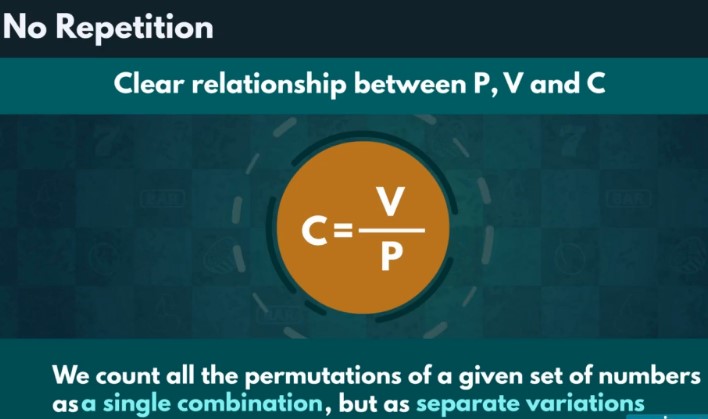 No Repetition
Clear relationship between P, V and C
C = V / P
We count all the permutations of a given set of numbers
as a single combination, but as separate variations